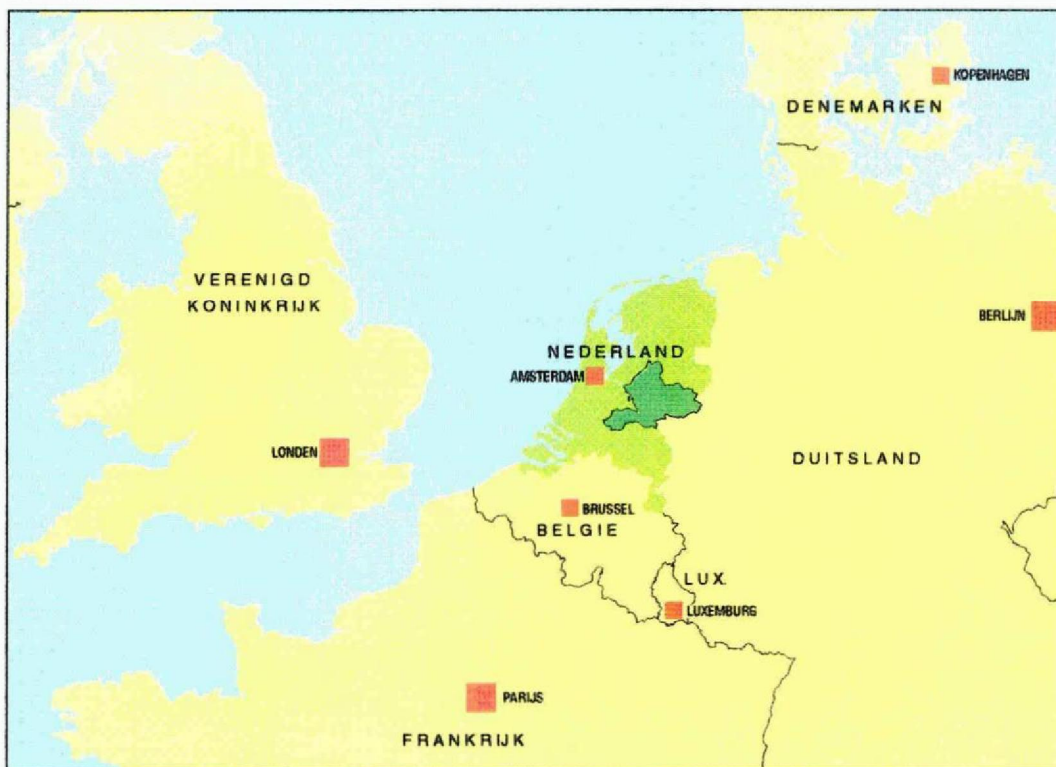 KOPENHAGEN
DENEMARKEN
VERENIGD
KONINKRIJK
BERLIJN
NEDERLAND
AMSTERDAM
LONDEN
DUITSLAND
BRUSSEL
BELGIE
LUX.
LUXEMBURG
PARIJS
FRANKRIJK